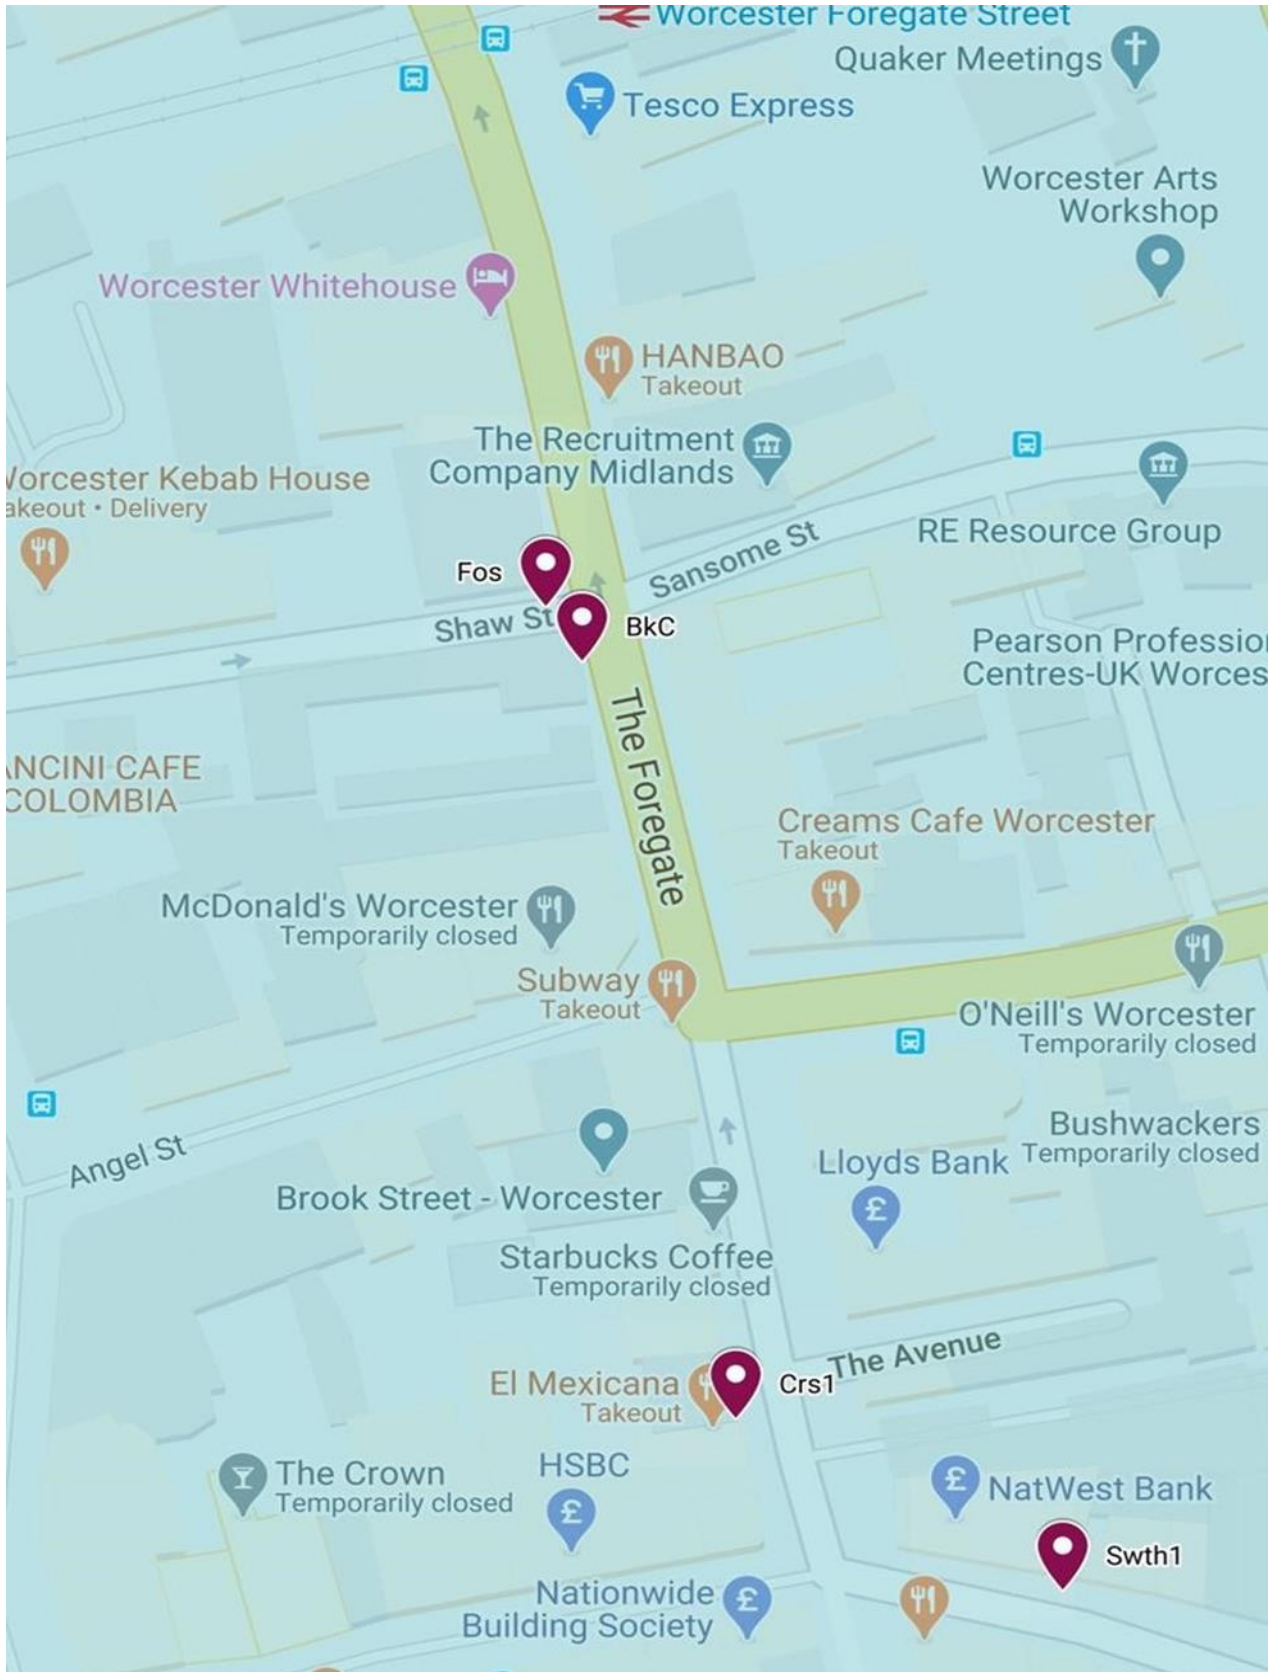 Worcester Foregate Street
Quaker Meetings
Tesco Express
Worcester Arts
Workshop
Worcester Whitehouse
HANBAO
Takeout
The Recruitment
Company Midlands
Worcester Kebab House
akeout • Delivery
RE Resource Group
Sansome St
Fos
Shaw St
BkC
Pearson Profession
Centres-UK Worces
The Foregate
ANCINI CAFE
COLOMBIA
Creams Cafe Worcester
Takeout
McDonald's Worcester
Temporarily closed
Subway
Takeout
O'Neill's Worcester
Temporarily closed
Angel St
Bushwackers
Temporarily closed
Lloyds Bank
Brook Street - Worcester
Starbucks Coffee
Temporarily closed
The Avenue
El Mexicana
Takeout
Crs1
The Crown
Temporarily closed
HSBC
NatWest Bank
Swth1
Nationwide
Building Society